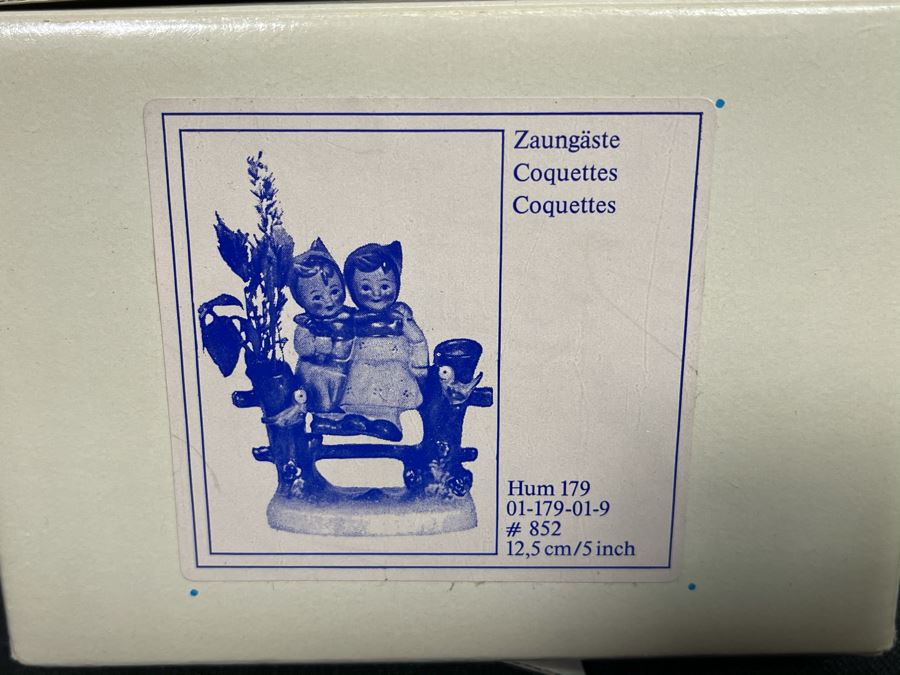 Zaungäste
Coquettes
Coquettes
Hum 179
01-179-01-9
# 852
12,5 cm/5 inch